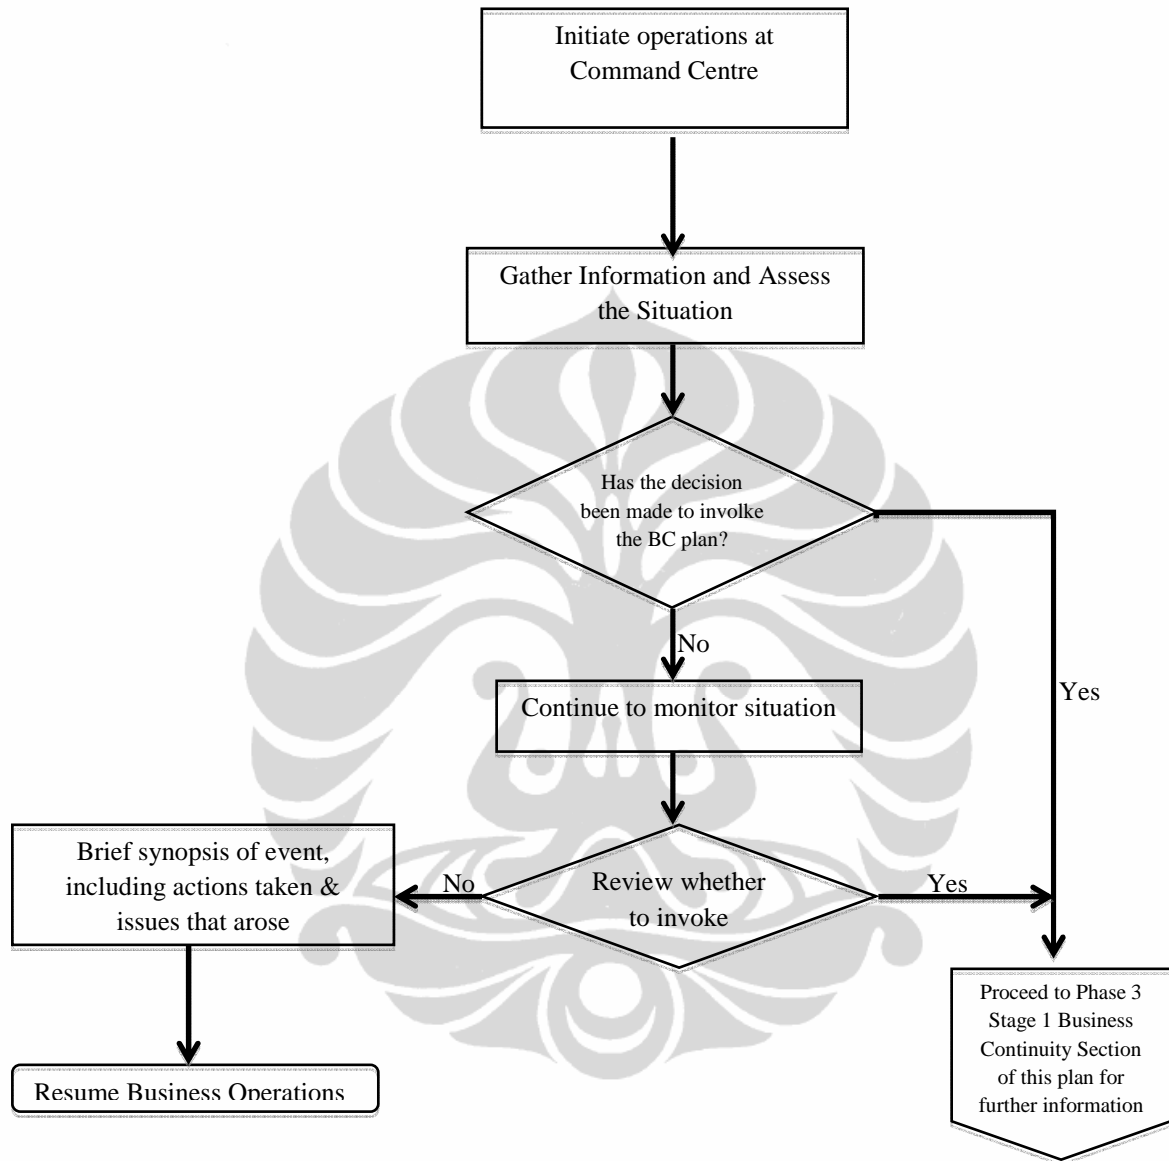 Initiate operations at
Command Centre
Gather Information and Assess
the Situation
Has the decision
been made to involke
the BC plan?
No
Yes
Continue to monitor situation
Brief synopsis of event,
including actions taken &
issues that arose
No
Review whether
to invoke
Yes
Proceed to Phase 3
Stage 1 Business
Continuity Section
of this plan for
further information
Resume Business Operations